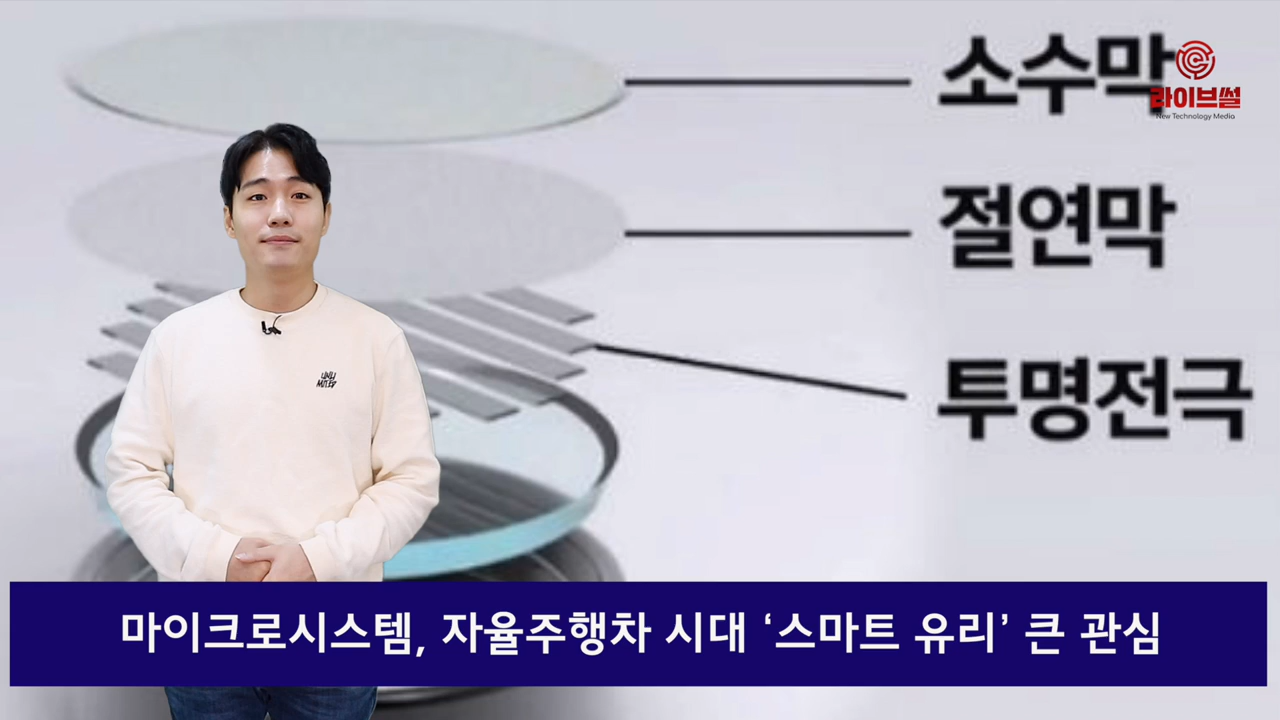 소수막
라이브썰
New Technology Media
절연막
투명전극
마이크로시스템, 자율주행차 시대 ‘스마트 유리’ 큰 관심